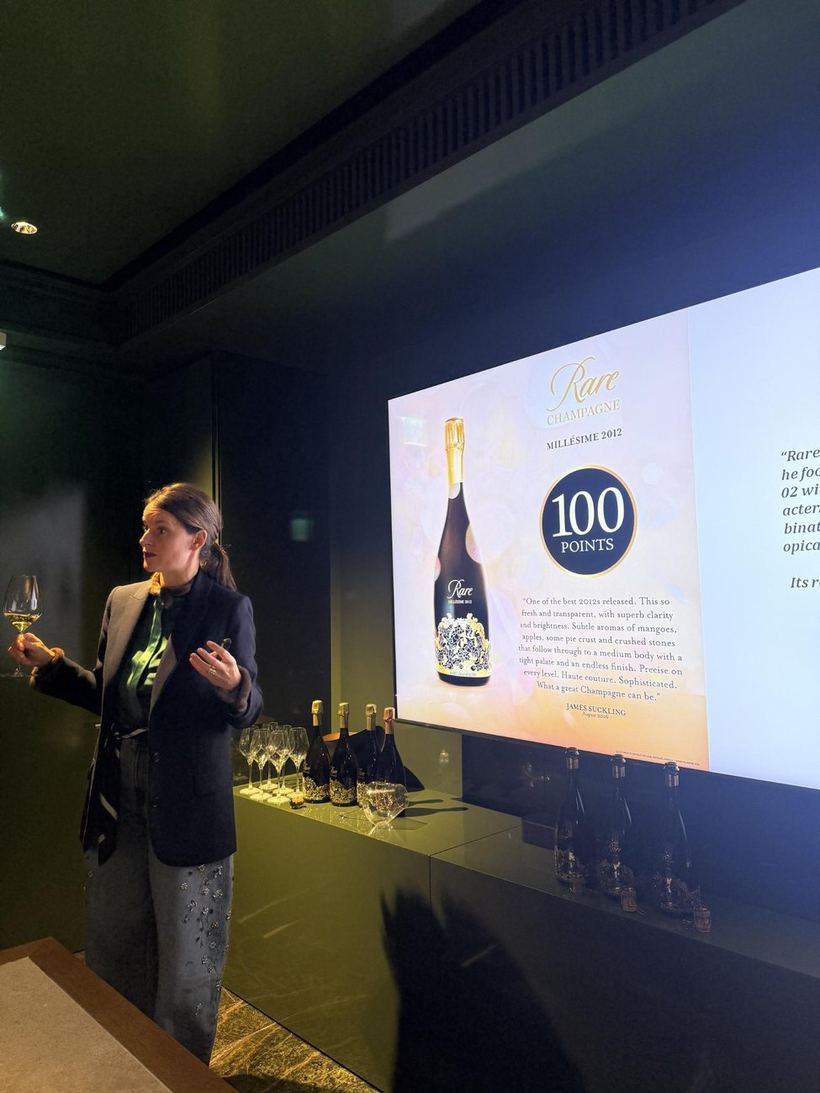 Rare
CHAMPAGNE
MILLÉSIME 2012
100
POINTS
Rare
MILLÉSIME 2012
"One of the best 2012s released. This so
fresh and transparent, with superb clarity
and brightness. Subtle aromas of mangoes,
apples, some pie crust and crushed stones
that follow through to a medium body with a
tight palate and an endless finish. Precise on
every level. Haute couture. Sophisticated.
What a great Champagne can be."
JAMES SUCKLING
"Rare
he foo
02 wi
acter
binat
opica
Its r